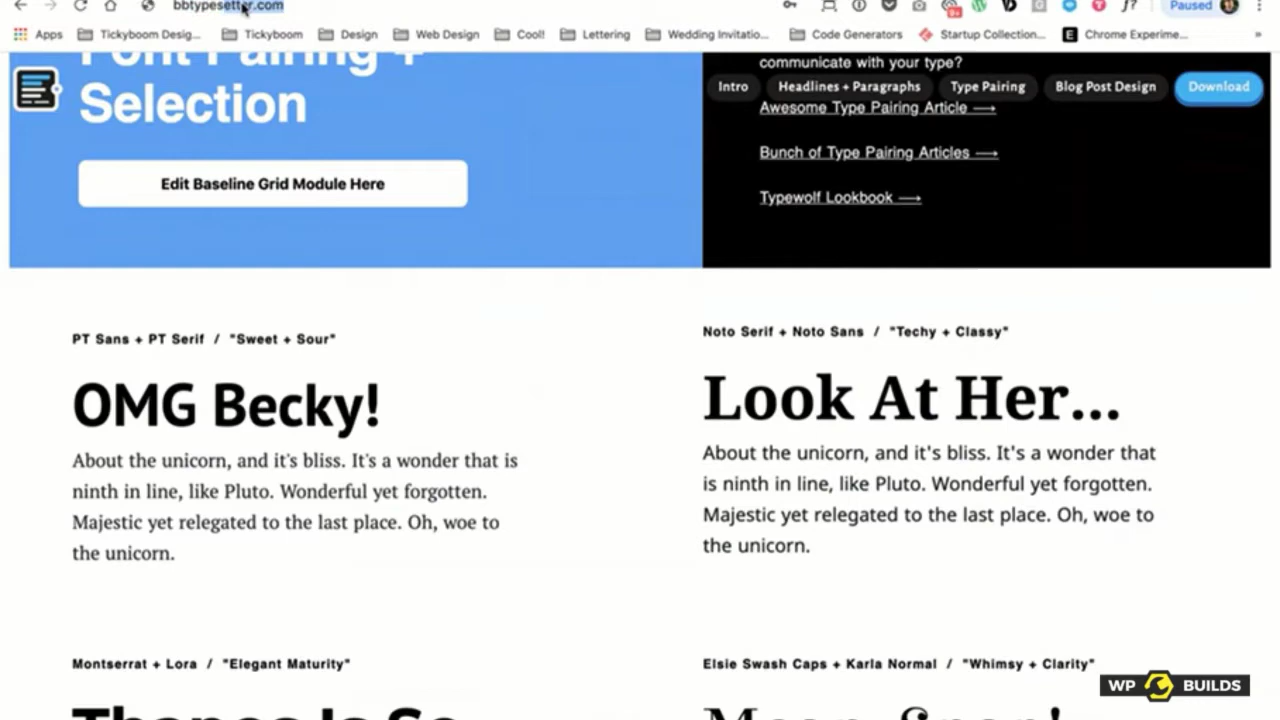 bbtypesetter.com
Paused
Apps
Tickyboom Desig...
Tickyboom
Design
Web Design
Cool!
Lettering
Wedding Invitatio...
Code Generators
Startup Collection...
Chrome Experime...
»
Font Pairing +
Selection
Edit Baseline Grid Module Here
communicate with your type?
Intro
Headlines + Paragraphs
Type Pairing
Blog Post Design
Download
Awesome Type Pairing Article ⟶
Bunch of Type Pairing Articles ⟶
Typewolf Lookbook ⟶
PT Sans + PT Serif / "Sweet + Sour"
OMG Becky!
About the unicorn, and it's bliss. It's a wonder that is
ninth in line, like Pluto. Wonderful yet forgotten.
Majestic yet relegated to the last place. Oh, woe to
the unicorn.
Noto Serif + Noto Sans / "Techy + Classy"
Look At Her...
About the unicorn, and it's bliss. It's a wonder that
is ninth in line, like Pluto. Wonderful yet forgotten.
Majestic yet relegated to the last place. Oh, woe to
the unicorn.
Montserrat + Lora / "Elegant Maturity"
Elsie Swash Caps + Karla Normal / "Whimsy + Clarity"
WP BUILDS